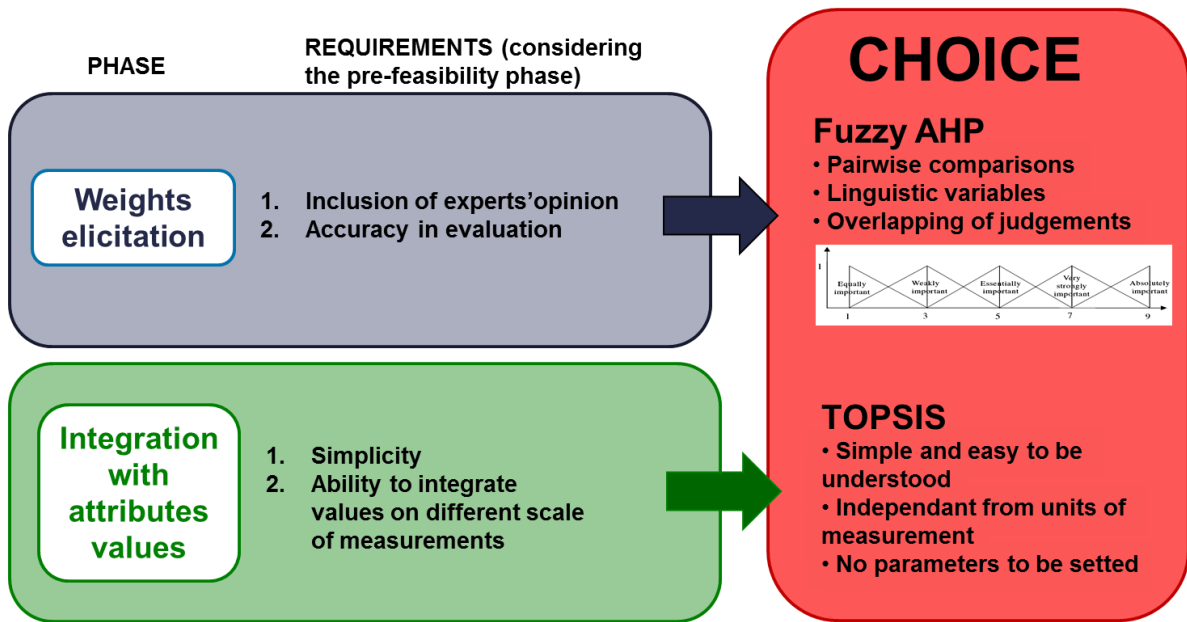 PHASE
REQUIREMENTS (considering
the pre-feasibility phase)
CHOICE
Weights
elicitation
1. Inclusion of experts’opinion
2. Accuracy in evaluation
Fuzzy AHP
• Pairwise comparisons
• Linguistic variables
• Overlapping of judgements
1
Equally
important
Weakly
important
Essentially
important
Very
strongly
important
Absolutely
important
1 3 5 7 9
Integration
with
attributes
values
1. Simplicity
2. Ability to integrate
values on different scale
of measurements
TOPSIS
• Simple and easy to be
understood
• Independant from units of
measurement
• No parameters to be setted